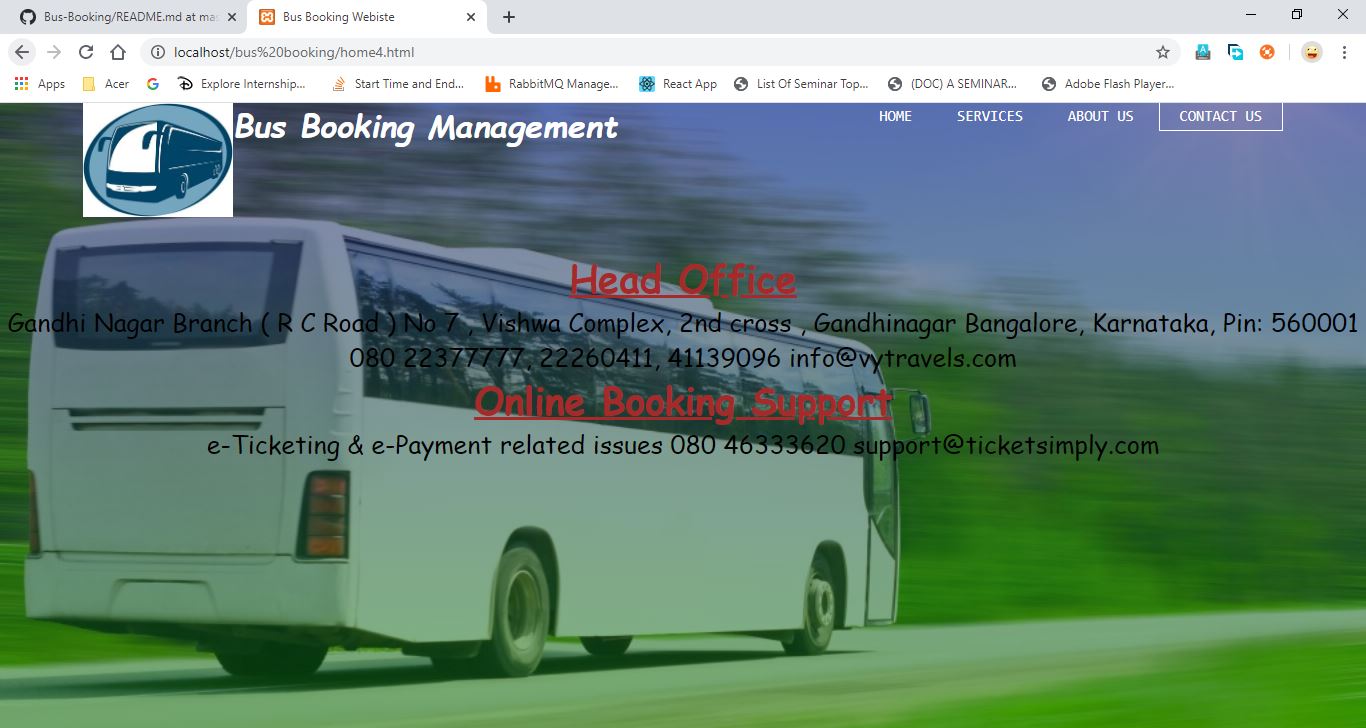 Bus-Booking/README.md at mas
Bus Booking Webiste
localhost/bus%20booking/home4.html
Apps
Acer
Explore Internship...
Start Time and End...
RabbitMQ Manage...
React App
List Of Seminar Top...
(DOC) A SEMINAR...
Adobe Flash Player...
Bus Booking Management
HOME
SERVICES
ABOUT US
CONTACT US
Head Office
Gandhi Nagar Branch ( R C Road ) No 7 , Vishwa Complex, 2nd cross , Gandhinagar Bangalore, Karnataka, Pin: 560001
080 22377777, 22260411, 41139096 info@vytravels.com
Online Booking Support
e-Ticketing & e-Payment related issues 080 46333620 support@ticketsimply.com